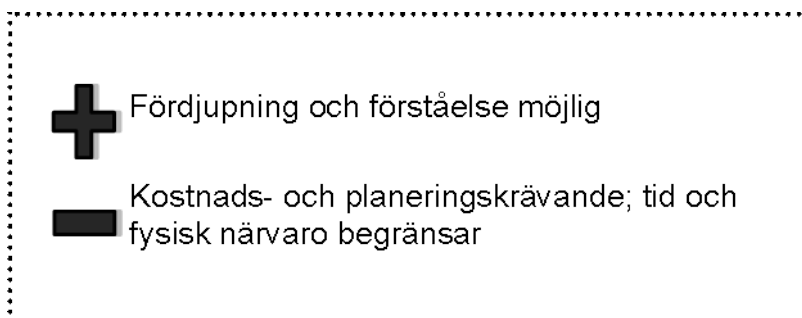 Fördjupning och förståelse möjlig
Kostnads- och planeringskrävande; tid och
fysisk närvaro begränsar